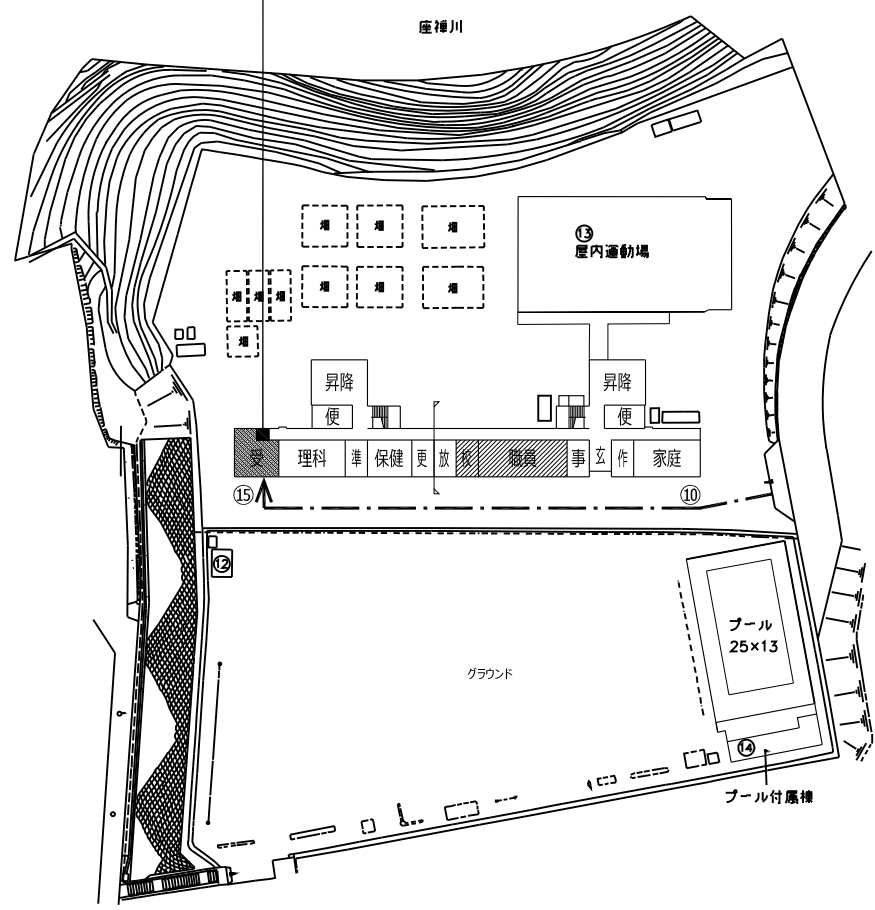 座禅川
畑 畑 畑
⑬
屋内運動場
畑 畑 畑
畑 畑 畑
畑
昇降
昇降
便
便
受 理科 準 保健 更 放 校 職員 事 玄 作 家庭
⑮
⑩
⑫
プール
25×13
グラウンド
⑭
プール付属棟